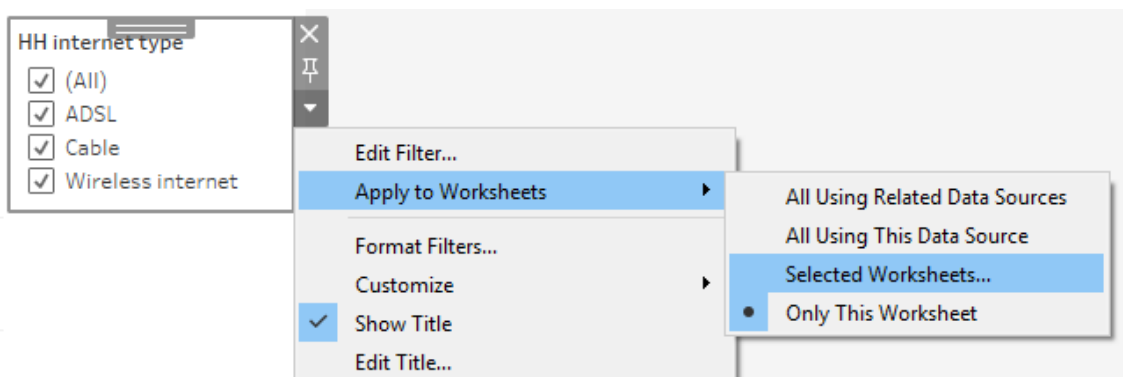 HH internet type
(All)
ADSL
Cable
Wireless internet
Edit Filter...
Apply to Worksheets
Format Filters...
Customize
Show Title
Edit Title...
All Using Related Data Sources
All Using This Data Source
Selected Worksheets...
Only This Worksheet